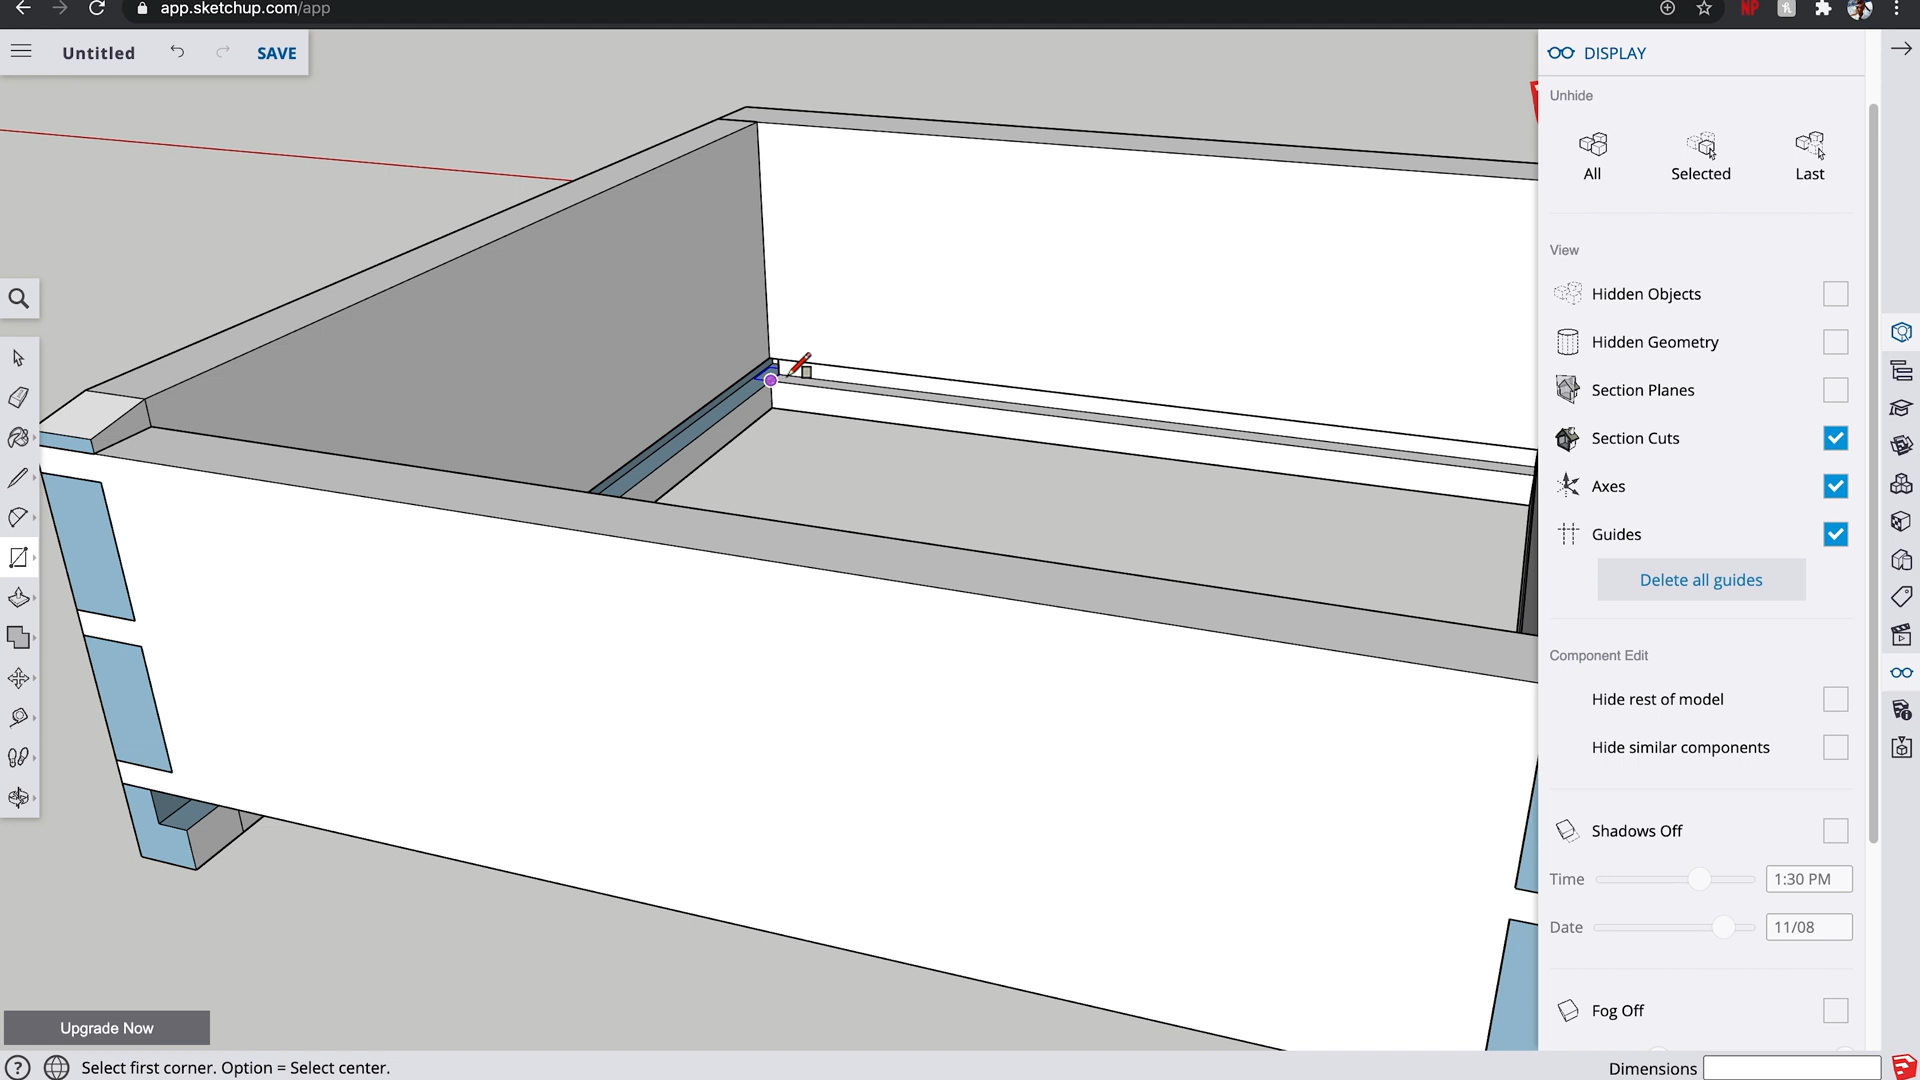 app.sketchup.com/app
NP
Untitled
SAVE
DISPLAY
Unhide
All
Selected
Last
View
Hidden Objects
Hidden Geometry
Section Planes
Section Cuts
Axes
Guides
Delete all guides
Component Edit
Hide rest of model
Hide similar components
Shadows Off
Time
1:30 PM
Date
11/08
Fog Off
Upgrade Now
Select first corner. Option = Select center.
Dimensions